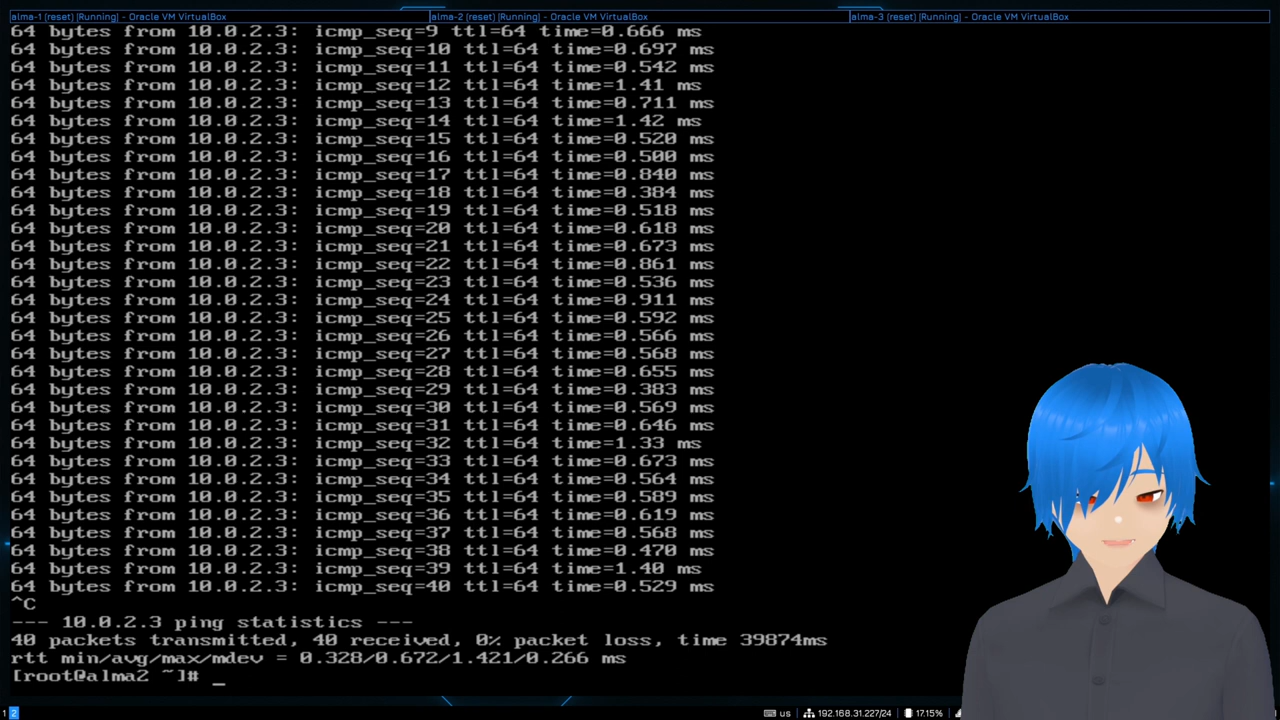 alma-1 (reset) [Running] - Oracle VM VirtualBox
alma-2 (reset) [Running] - Oracle VM VirtualBox
alma-3 (reset) [Running] - Oracle VM VirtualBox
64 bytes from 10.0.2.3: icmp_seq=9 ttl=64 time=0.666 ms
64 bytes from 10.0.2.3: icmp_seq=10 ttl=64 time=0.697 ms
64 bytes from 10.0.2.3: icmp_seq=11 ttl=64 time=0.542 ms
64 bytes from 10.0.2.3: icmp_seq=12 ttl=64 time=1.41 ms
64 bytes from 10.0.2.3: icmp_seq=13 ttl=64 time=0.711 ms
64 bytes from 10.0.2.3: icmp_seq=14 ttl=64 time=1.42 ms
64 bytes from 10.0.2.3: icmp_seq=15 ttl=64 time=0.520 ms
64 bytes from 10.0.2.3: icmp_seq=16 ttl=64 time=0.500 ms
64 bytes from 10.0.2.3: icmp_seq=17 ttl=64 time=0.840 ms
64 bytes from 10.0.2.3: icmp_seq=18 ttl=64 time=0.384 ms
64 bytes from 10.0.2.3: icmp_seq=19 ttl=64 time=0.518 ms
64 bytes from 10.0.2.3: icmp_seq=20 ttl=64 time=0.618 ms
64 bytes from 10.0.2.3: icmp_seq=21 ttl=64 time=0.673 ms
64 bytes from 10.0.2.3: icmp_seq=22 ttl=64 time=0.861 ms
64 bytes from 10.0.2.3: icmp_seq=23 ttl=64 time=0.536 ms
64 bytes from 10.0.2.3: icmp_seq=24 ttl=64 time=0.911 ms
64 bytes from 10.0.2.3: icmp_seq=25 ttl=64 time=0.592 ms
64 bytes from 10.0.2.3: icmp_seq=26 ttl=64 time=0.566 ms
64 bytes from 10.0.2.3: icmp_seq=27 ttl=64 time=0.568 ms
64 bytes from 10.0.2.3: icmp_seq=28 ttl=64 time=0.655 ms
64 bytes from 10.0.2.3: icmp_seq=29 ttl=64 time=0.383 ms
64 bytes from 10.0.2.3: icmp_seq=30 ttl=64 time=0.569 ms
64 bytes from 10.0.2.3: icmp_seq=31 ttl=64 time=0.646 ms
64 bytes from 10.0.2.3: icmp_seq=32 ttl=64 time=1.33 ms
64 bytes from 10.0.2.3: icmp_seq=33 ttl=64 time=0.673 ms
64 bytes from 10.0.2.3: icmp_seq=34 ttl=64 time=0.564 ms
64 bytes from 10.0.2.3: icmp_seq=35 ttl=64 time=0.589 ms
64 bytes from 10.0.2.3: icmp_seq=36 ttl=64 time=0.619 ms
64 bytes from 10.0.2.3: icmp_seq=37 ttl=64 time=0.568 ms
64 bytes from 10.0.2.3: icmp_seq=38 ttl=64 time=0.470 ms
64 bytes from 10.0.2.3: icmp_seq=39 ttl=64 time=1.40 ms
64 bytes from 10.0.2.3: icmp_seq=40 ttl=64 time=0.529 ms
^C
--- 10.0.2.3 ping statistics ---
40 packets transmitted, 40 received, 0% packet loss, time 39874ms
rtt min/avg/max/mdev = 0.328/0.672/1.421/0.266 ms
[root@alma2 ~]# _
1 2 us 192.168.31.227/24 17.15%